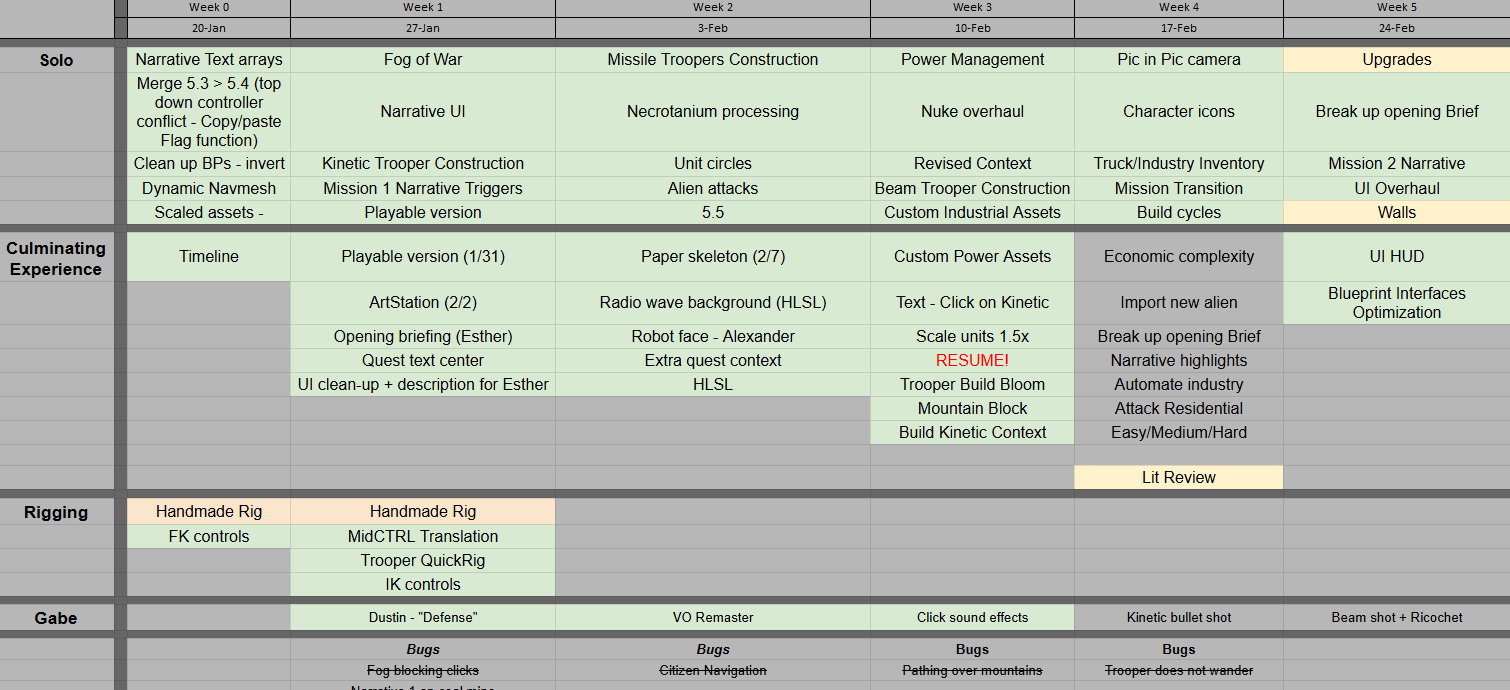 Week 0 Week 1 Week 2 Week 3 Week 4 Week 5
20-Jan 27-Jan 3-Feb 10-Feb 17-Feb 24-Feb
Solo Narrative Text arrays Fog of War Missile Troopers Construction Power Management Pic in Pic camera Upgrades
Merge 5.3 > 5.4 (top
down controller
conflict - Copy/paste
Flag function) Narrative UI Necrotanium processing Nuke overhaul Character icons Break up opening Brief
Clean up BPs - invert Kinetic Trooper Construction Unit circles Revised Context Truck/Industry Inventory Mission 2 Narrative
Dynamic Navmesh Mission 1 Narrative Triggers Alien attacks Beam Trooper Construction Mission Transition UI Overhaul
Scaled assets - Playable version 5.5 Custom Industrial Assets Build cycles Walls
Culminating
Experience Timeline Playable version (1/31) Paper skeleton (2/7) Custom Power Assets Economic complexity UI HUD
ArtStation (2/2) Radio wave background (HLSL) Text - Click on Kinetic Import new alien Blueprint Interfaces
Optimization
Opening briefing (Esther) Robot face - Alexander Scale units 1.5x Break up opening Brief
Quest text center Extra quest context RESUME! Narrative highlights
UI clean-up + description for Esther HLSL Trooper Build Bloom Automate industry
Mountain Block Attack Residential
Build Kinetic Context Easy/Medium/Hard
Lit Review
Rigging Handmade Rig Handmade Rig
FK controls MidCTRL Translation
Trooper QuickRig
IK controls
Gabe Dustin - "Defense" VO Remaster Click sound effects Kinetic bullet shot Beam shot + Ricochet
Bugs Bugs Bugs Bugs
Fog blocking clicks Citizen Navigation Pathing over mountains Trooper does not wander